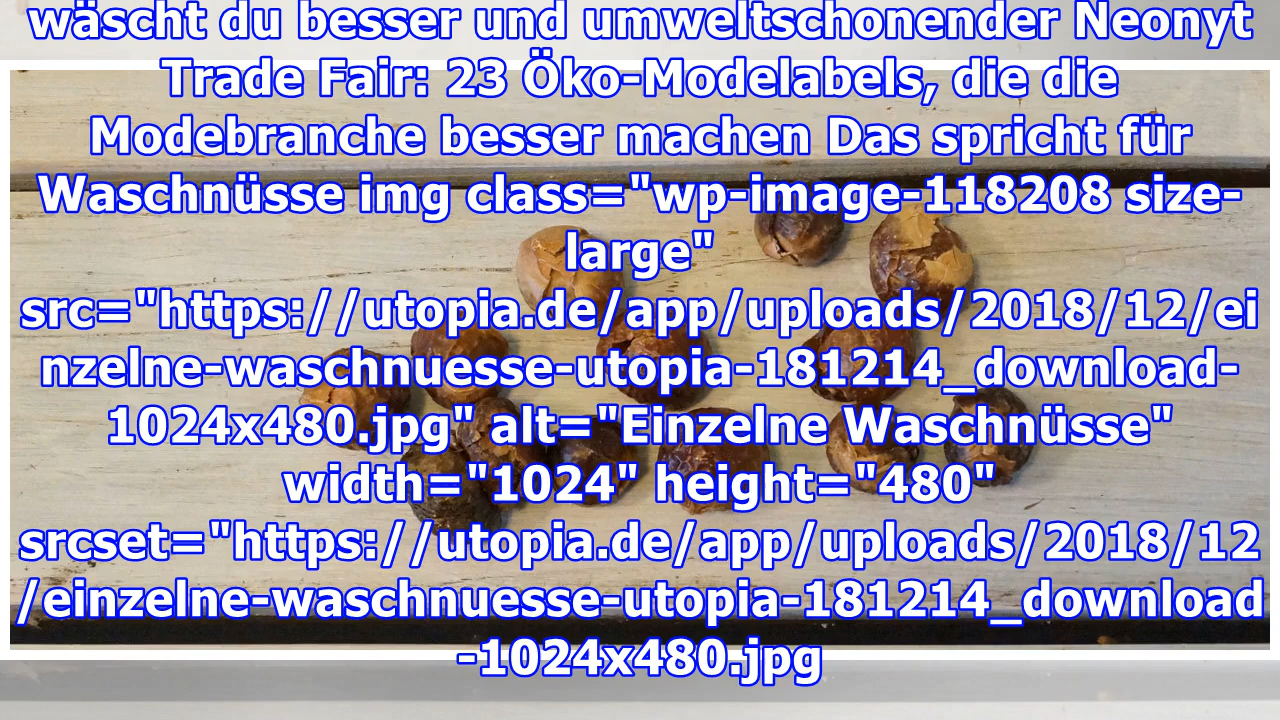 wäscht du besser und umweltschonender Neonyt
Trade Fair: 23 Öko-Modelabels, die die
Modebranche besser machen Das spricht für
Waschnüsse img class="wp-image-118208 size-
large"
src="https://utopia.de/app/uploads/2018/12/ei
nzelne-waschnuesse-utopia-181214_download-
1024x480.jpg" alt="Einzelne Waschnüsse"
width="1024" height="480"
srcset="https://utopia.de/app/uploads/2018/12
/einzelne-waschnuesse-utopia-181214_download
-1024x480.jpg